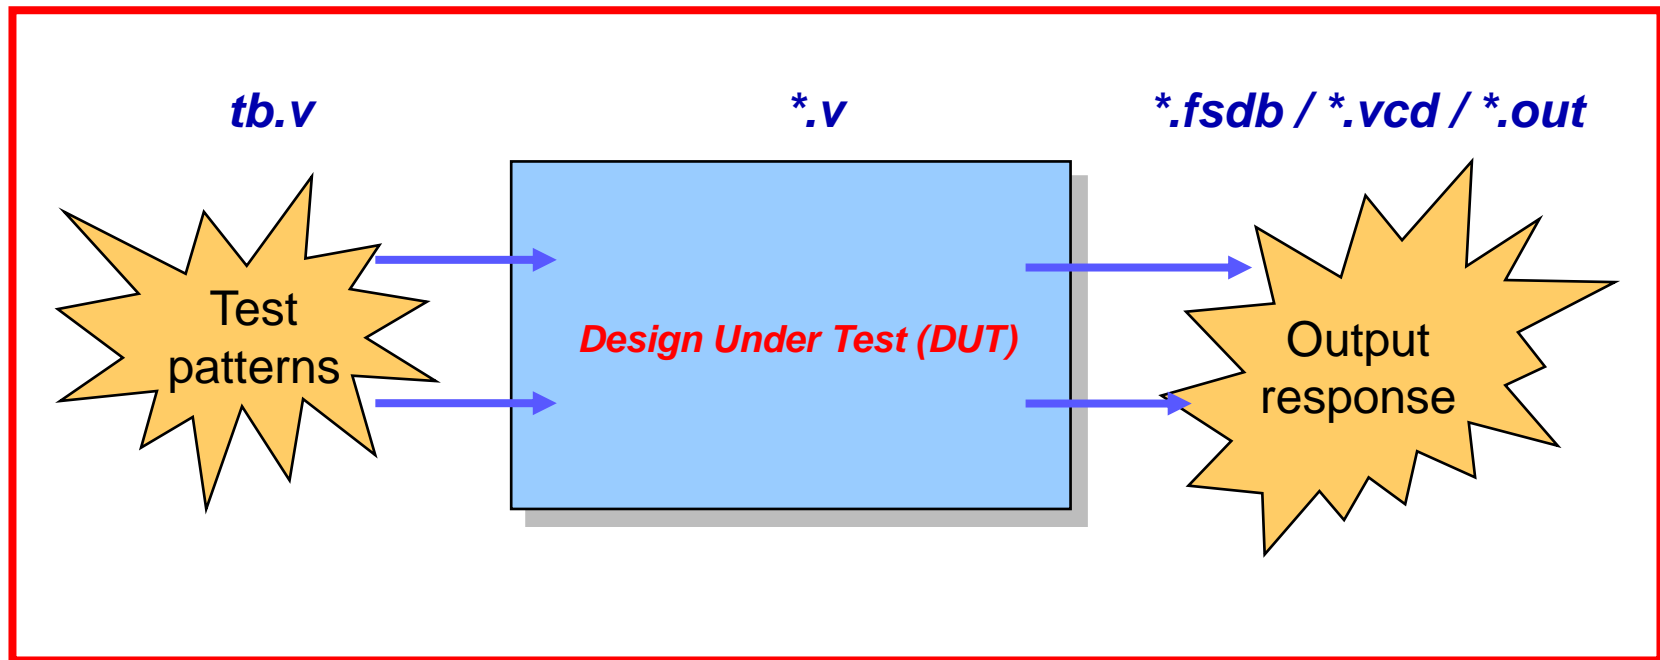 tb.v
*.v
*.fsdb / *.vcd / *.out
Test
patterns
Design Under Test (DUT)
Output
response